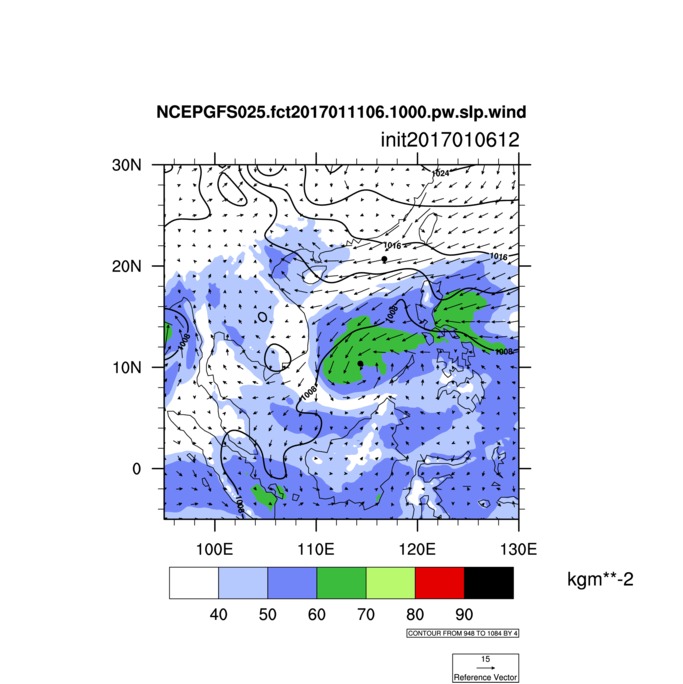 NCEPGFS025.fct2017011106.1000.pw.slp.wind
init2017010612
30N
1024
1016
1016
20N
1008
1008
1008
10N
1008
0
1008
100E 110E 120E 130E
kgm**-2
40 50 60 70 80 90
CONTOUR FROM 948 TO 1084 BY 4
15
Reference Vector